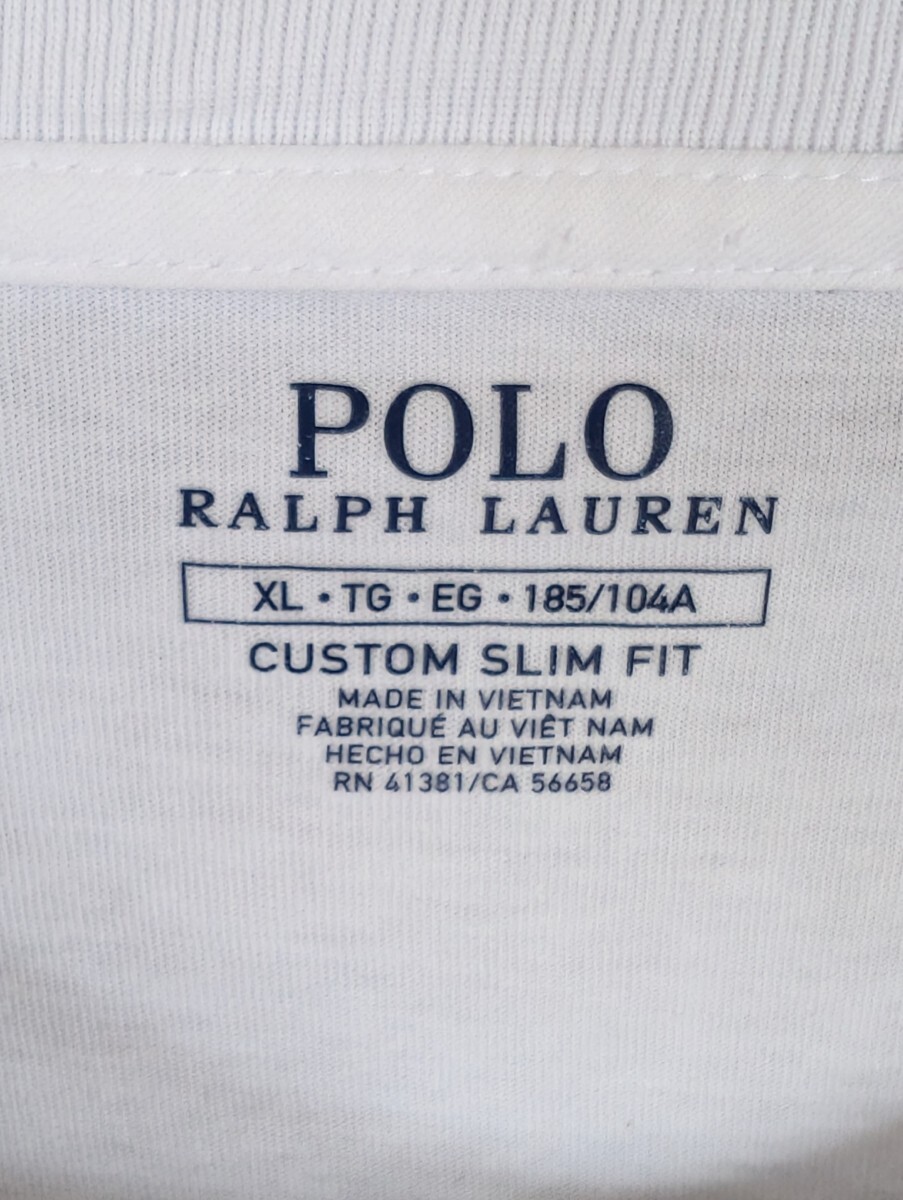 POLO
RALPH LAUREN
XL • TG • EG • 185/104A
CUSTOM SLIM FIT
MADE IN VIETNAM
FABRIQUÉ AU VIÊT NAM
HECHO EN VIETNAM
RN 41381/CA 56658